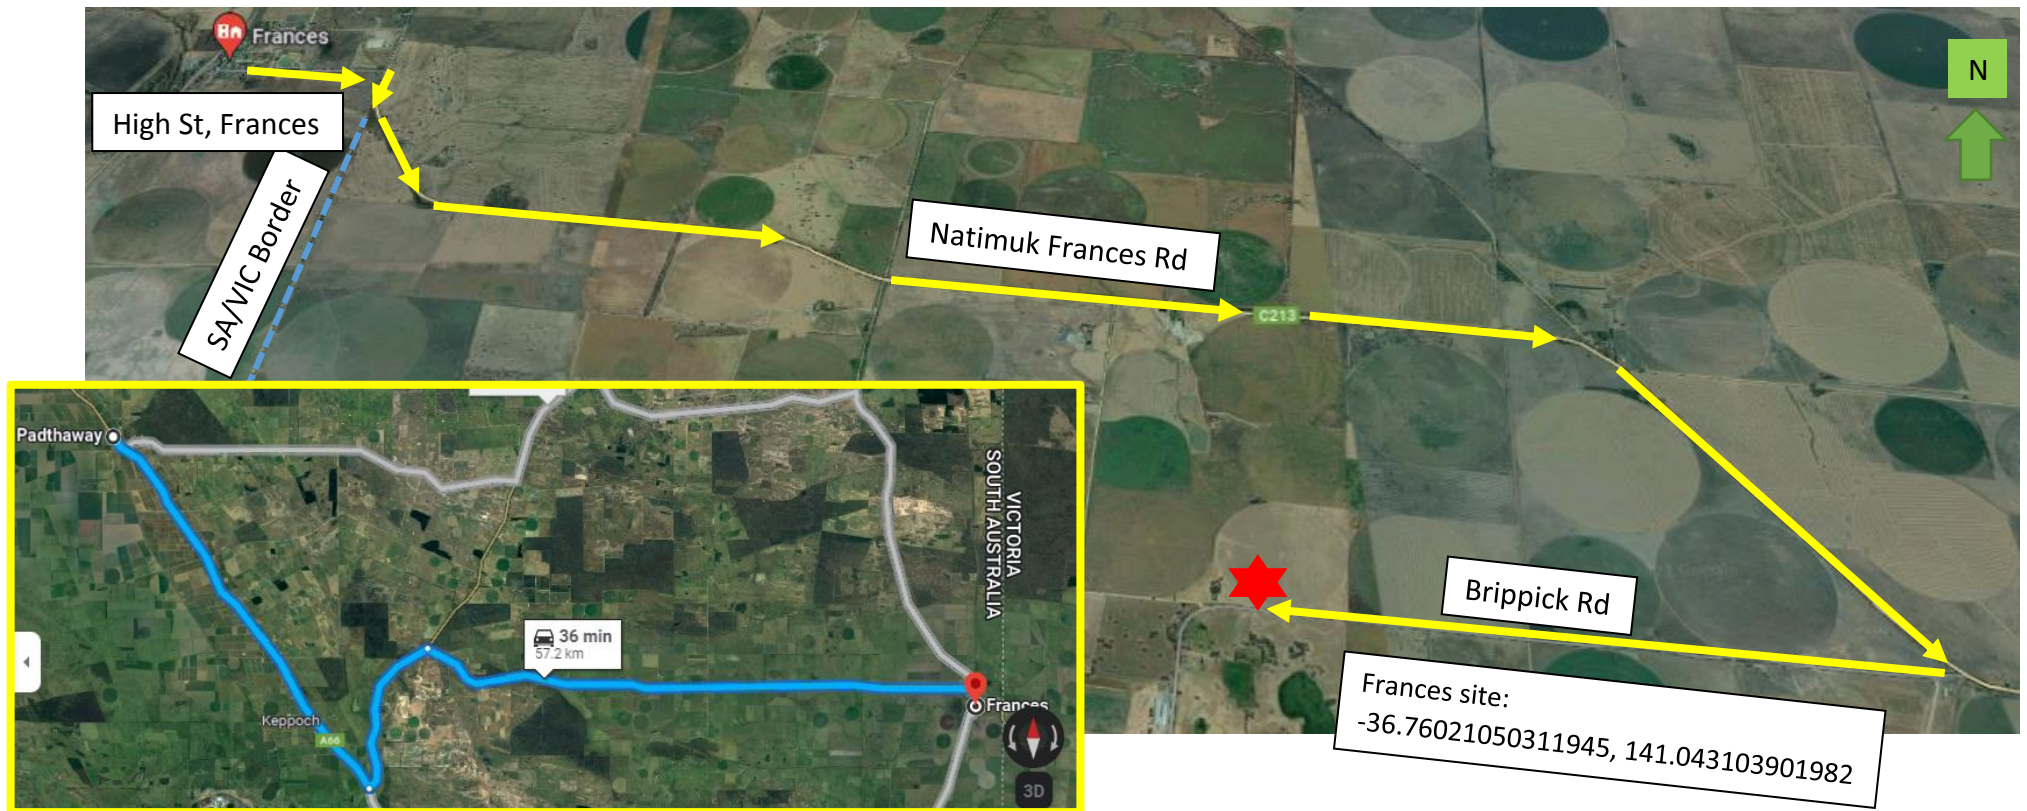 Frances
N
High St, Frances
SA/VIC Border
Natimuk Frances Rd
C213
Brippick Rd
Frances site:
-36.76021050311945, 141.043103901982
Padthaway
SOUTH AUSTRALIA
VICTORIA
36 min
57.2 km
Keppoch
A66
Frances
3D